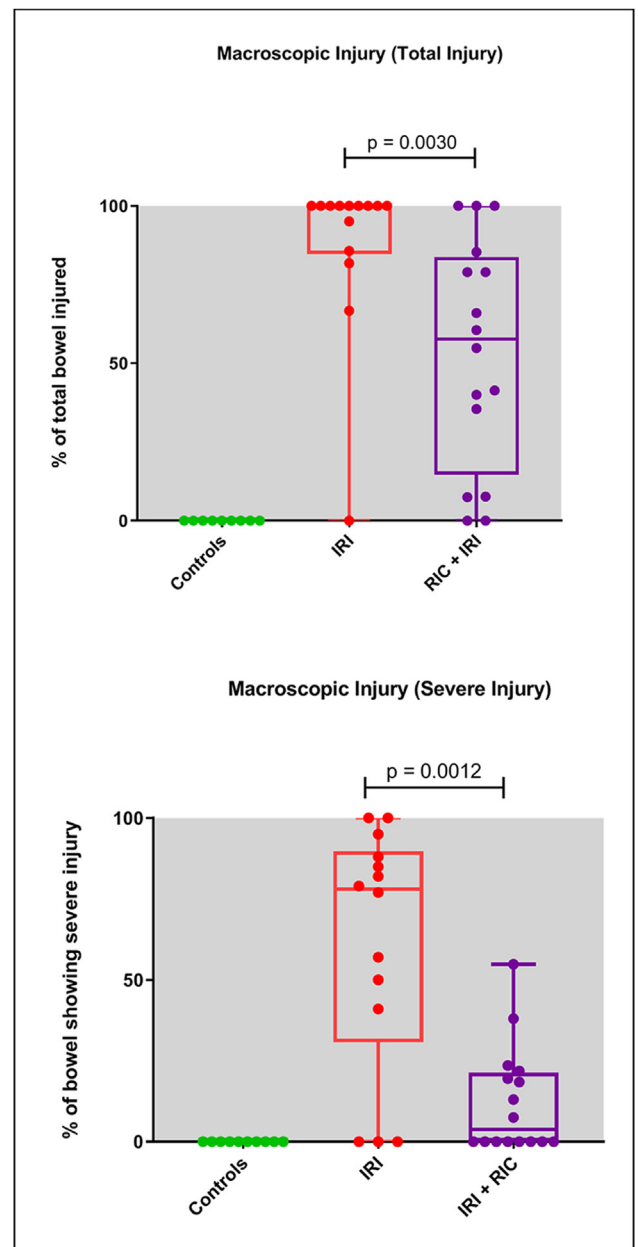 Macroscopic Injury (Total Injury)
p = 0.0030
% of total bowel injured
100
50
0
Controls
IRI
RIC + IRI
Macroscopic Injury (Severe Injury)
p = 0.0012
% of bowel showing severe injury
100
50
0
Controls
IRI
IRI + RIC